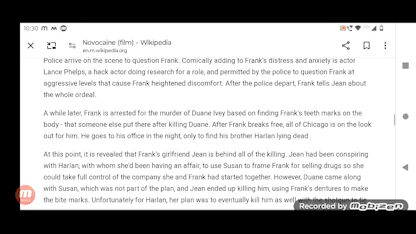 10:30
Novocaine (film) - Wikipedia
en.m.wikipedia.org
Police arrive on the scene to question Frank. Comically adding to Frank's distress and anxiety is actor
Lance Phelps, a hack actor doing research for a role, and permitted by the police to question Frank at
aggressive levels that cause Frank heightened discomfort. After the police depart, Frank tells Jean about
the whole ordeal.
A while later, Frank is arrested for the murder of Duane Ivey based on finding Frank's teeth marks on the
body - that someone else put there after killing Duane. After Frank breaks free, all of Chicago is on the look
out for him. He goes to his office in the night, only to find his brother Harlan lying dead.
At this point, it is revealed that Frank's girlfriend Jean is behind all of the killing. Jean had been conspiring
with Harlan, with whom she'd been having an affair, to use Susan to frame Frank for selling drugs so she
could take full control of the company she and Frank had started together. However, Duane came along
with Susan, which was not part of the plan, and Jean ended up killing him, using Frank's dentures to make
the bite marks. Unfortunately for Harlan, her plan was to eventually kill him as well
Recorded by MOBIZEN